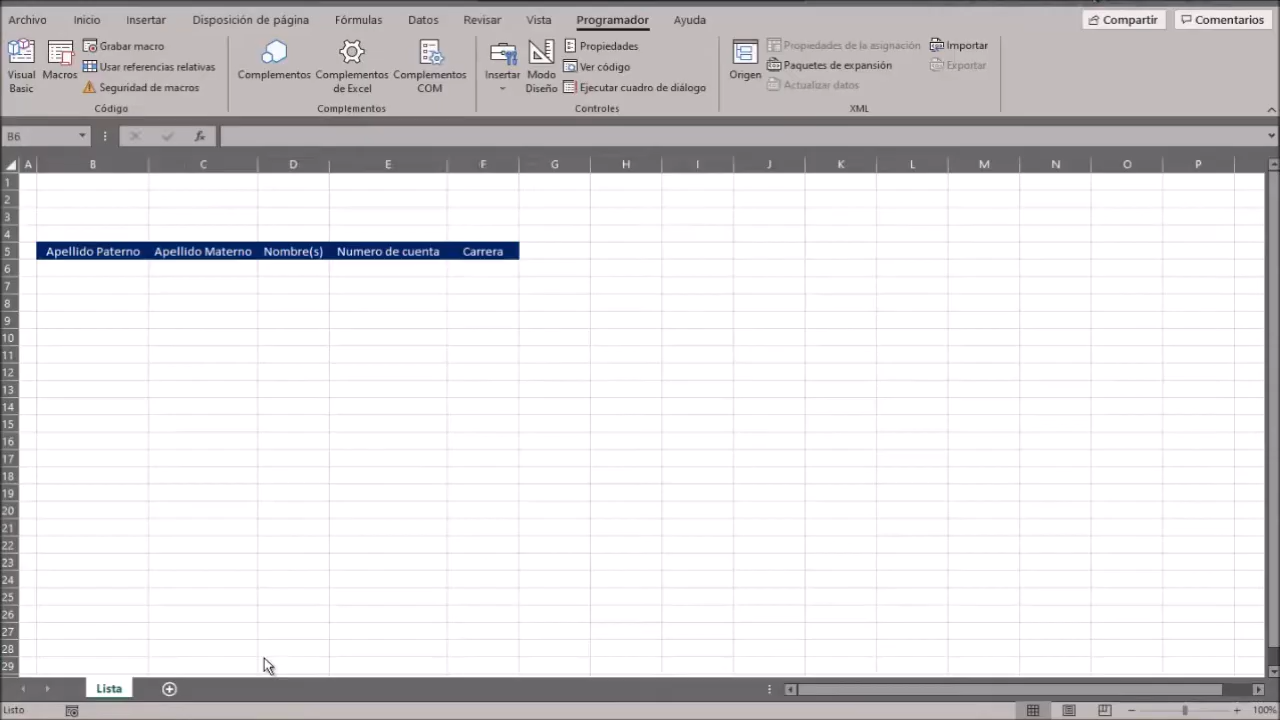 Archivo Inicio Insertar Disposición de página Fórmulas Datos Revisar Vista Programador Ayuda Compartir Comentarios
Visual Basic
Macros
Grabar macro
Usar referencias relativas
Seguridad de macros
Código
Complementos
Complementos de Excel
Complementos COM
Complementos
Insertar
Modo Diseño
Propiedades
Ver código
Ejecutar cuadro de diálogo
Controles
Origen
Propiedades de la asignación
Paquetes de expansión
Actualizar datos
Importar
Exportar
XML
B6 fx
A B C D E F G H I J K L M N O P
1
2
3
4
5 Apellido Paterno Apellido Materno Nombre(s) Numero de cuenta Carrera
6
7
8
9
10
11
12
13
14
15
16
17
18
19
20
21
22
23
24
25
26
27
28
29
Lista
Listo 100%